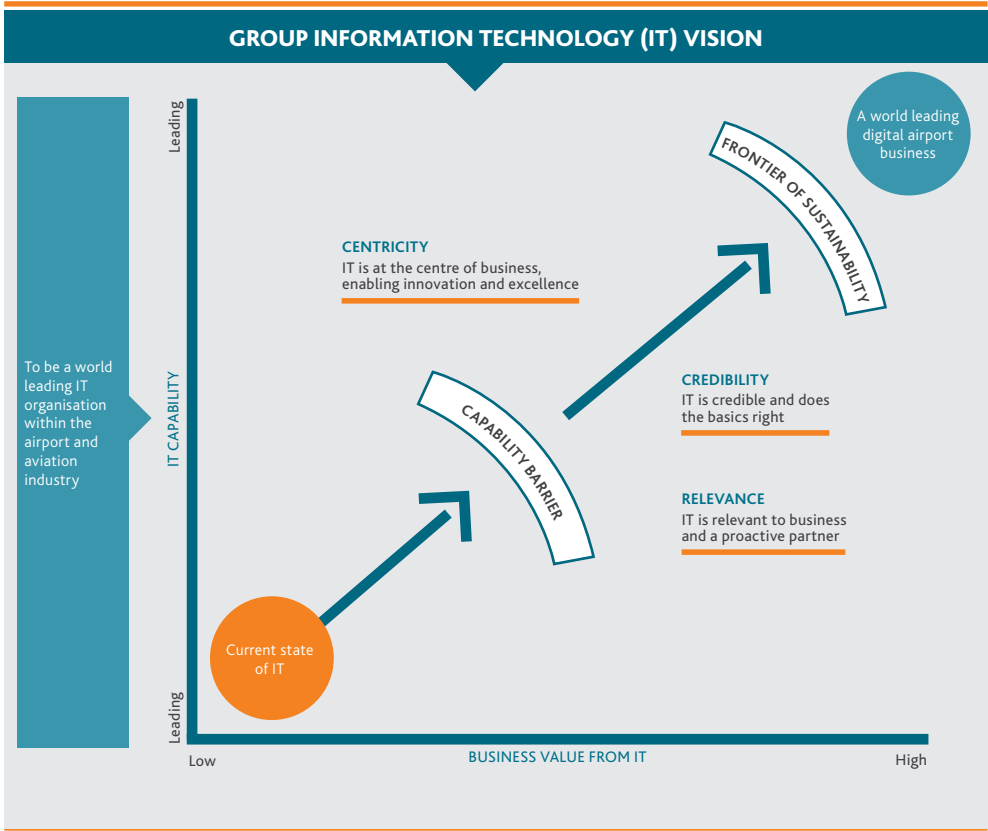 GROUP INFORMATION TECHNOLOGY (IT) VISION
To be a world
leading IT
organisation
within the
airport and
aviation
industry
Leading
IT CAPABILITY
Leading
A world leading
digital airport
business
FRONTIER OF SUSTAINABILITY
CENTRICITY
IT is at the centre of business,
enabling innovation and excellence
CAPABILITY BARRIER
CREDIBILITY
IT is credible and does
the basics right
RELEVANCE
IT is relevant to business
and a proactive partner
Current state
of IT
Low
BUSINESS VALUE FROM IT
High